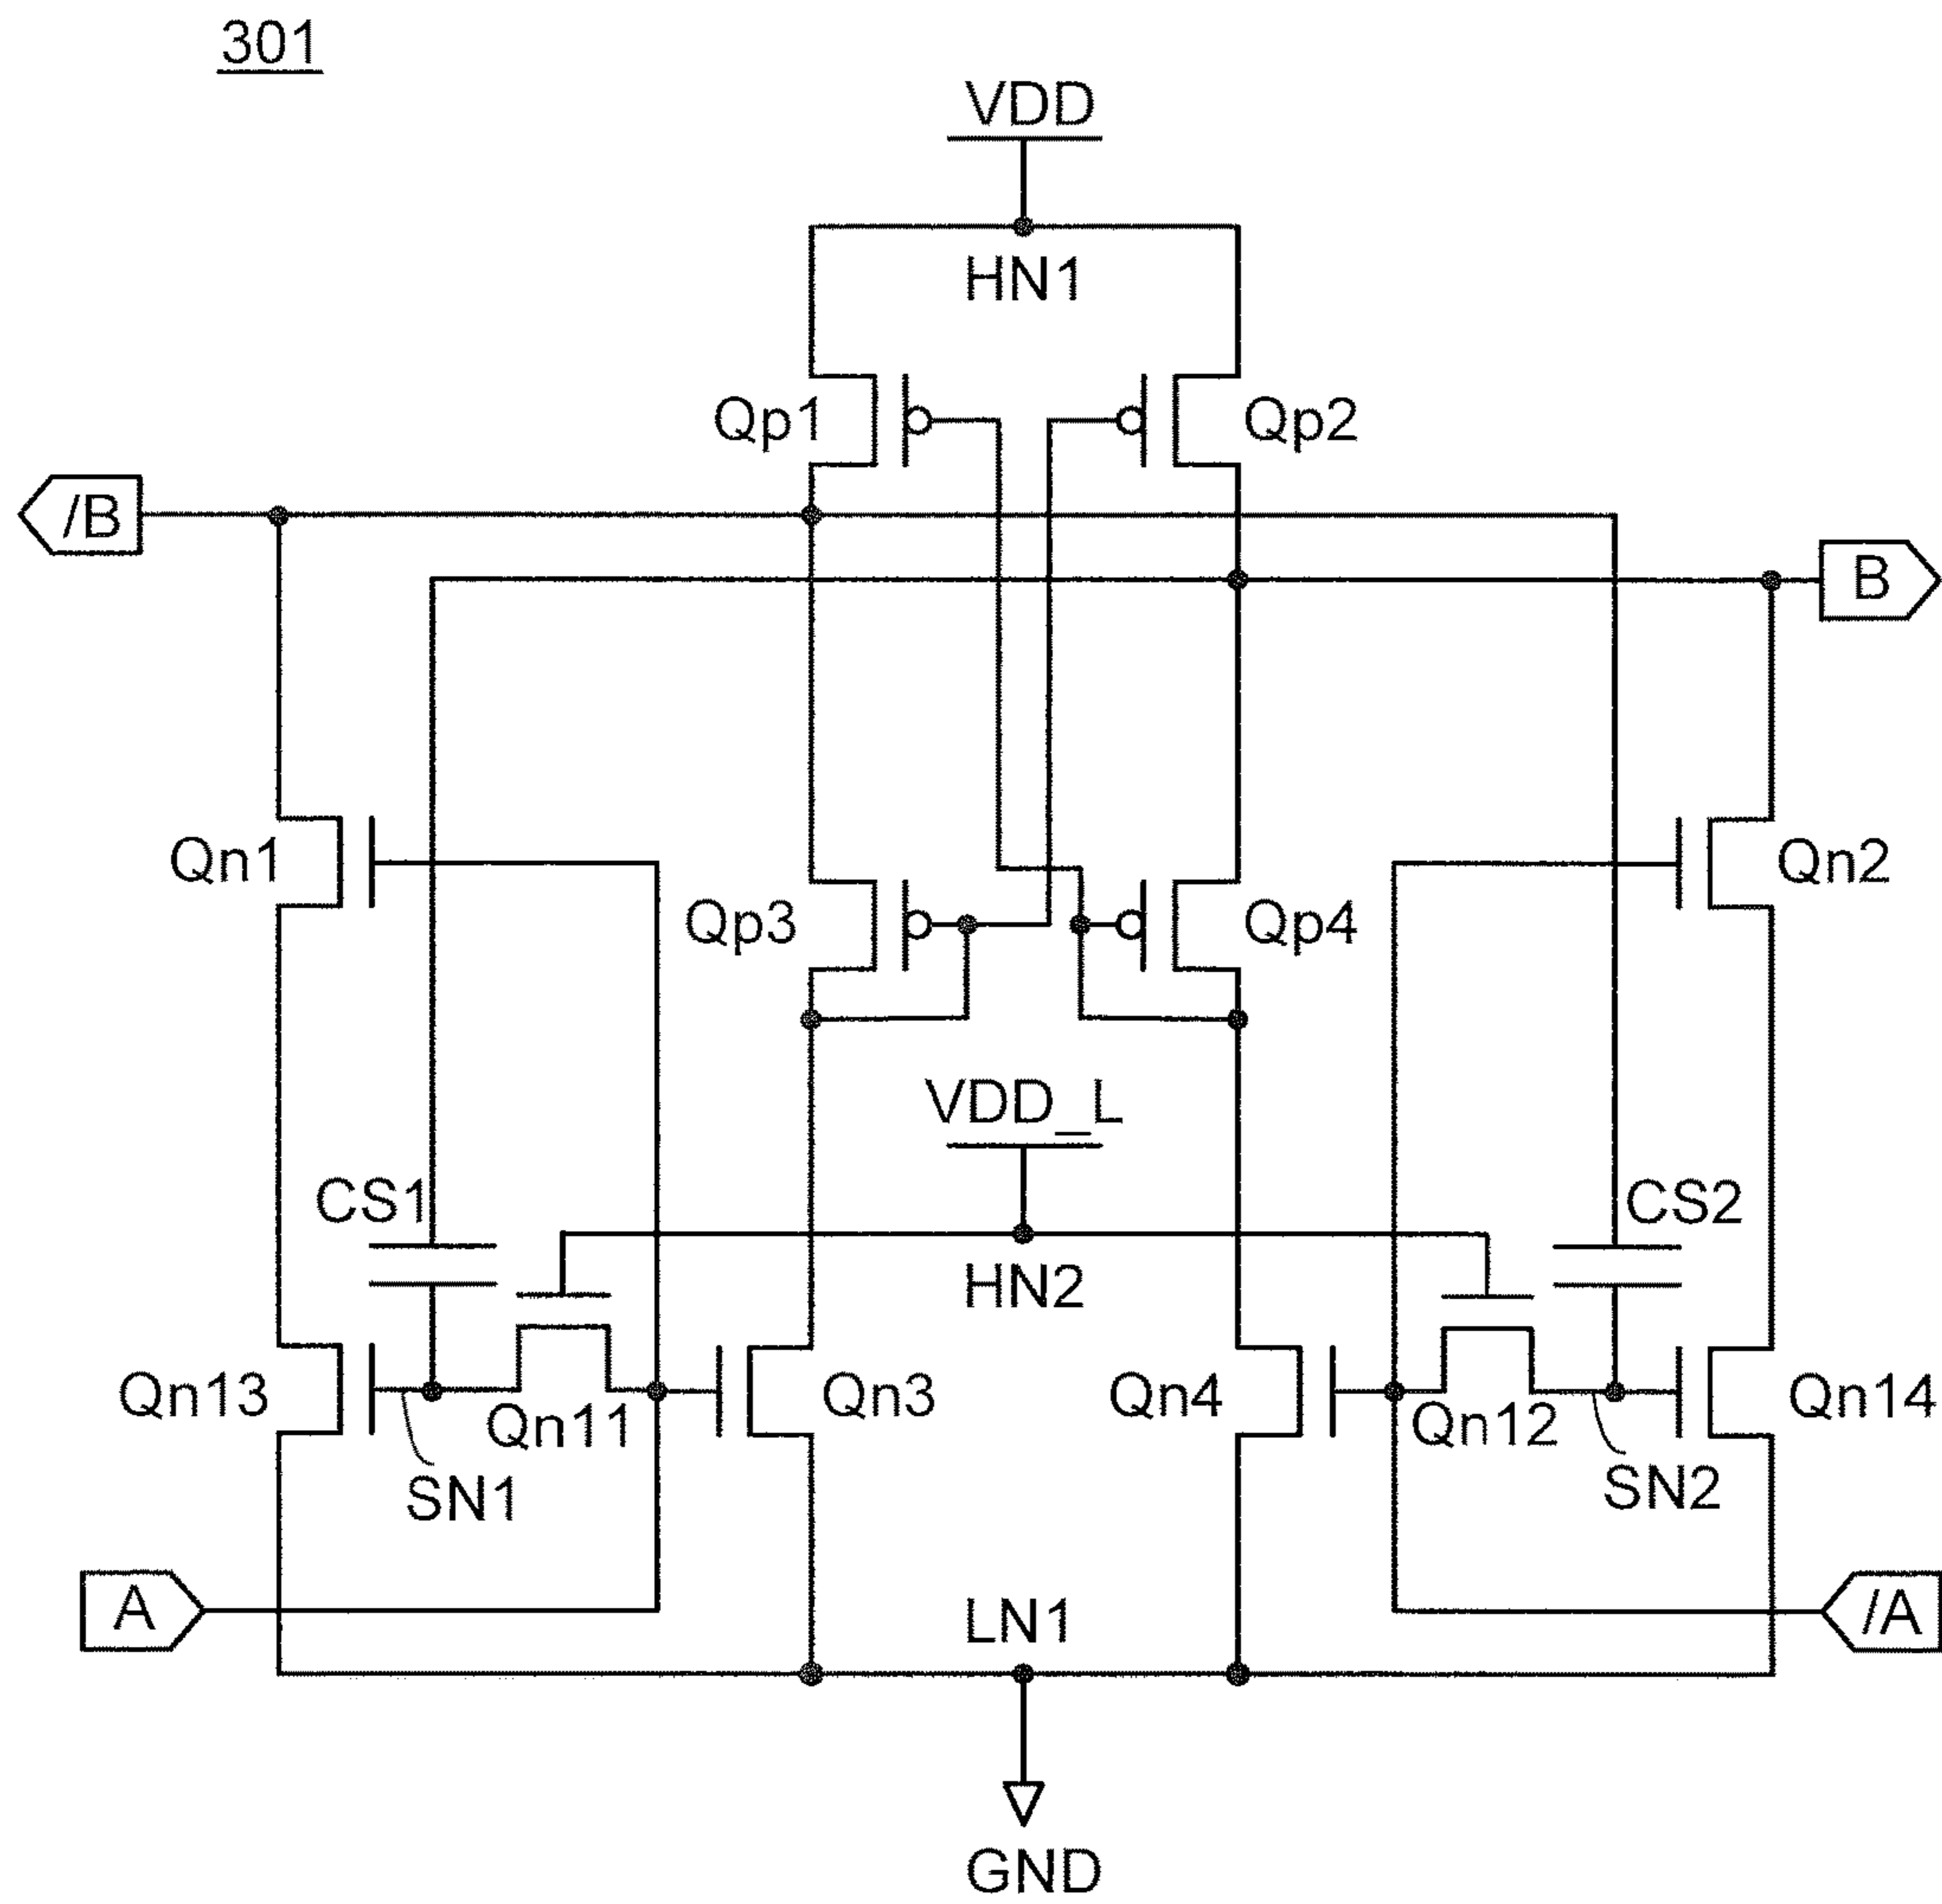 301
VDD
HN1
Qp1
Qp2
/B
B
Qn1
Qn2
Qp3
Qp4
VDD_L
CS1
CS2
HN2
Qn13
Qn11
Qn3
Qn4
Qn12
Qn14
SN1
SN2
A
LN1
/A
GND